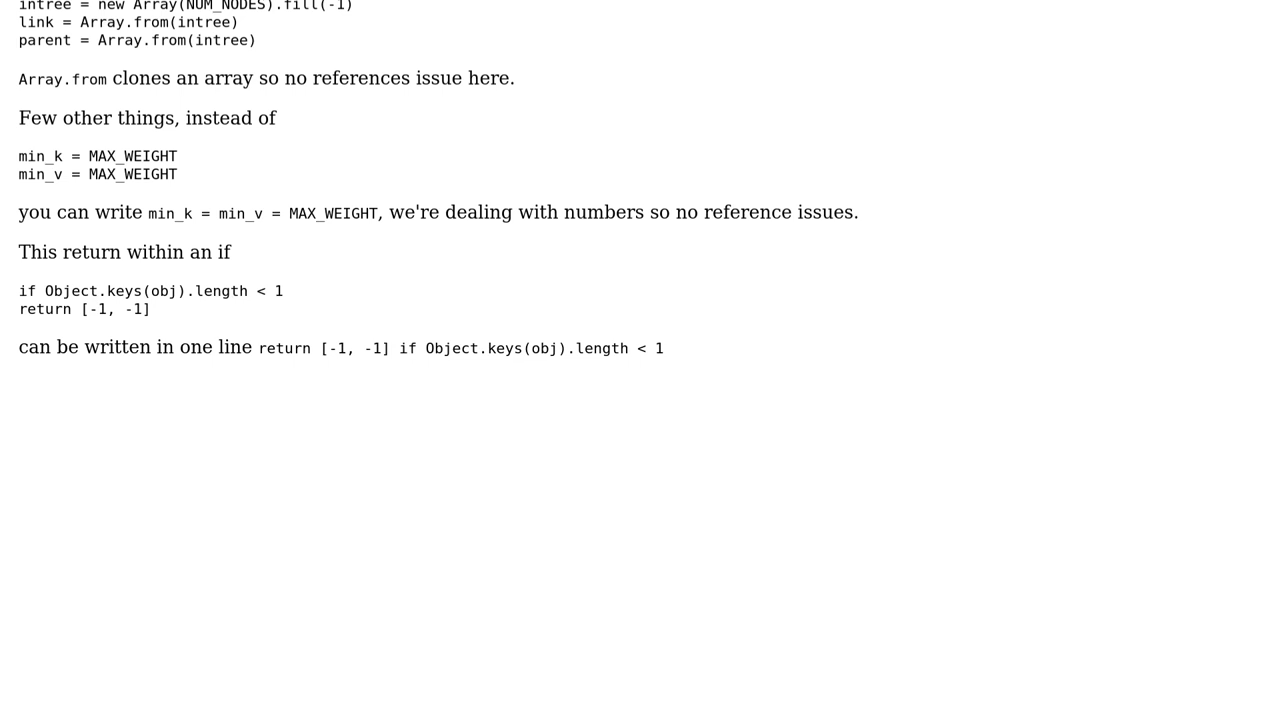 intree = new Array(NUM_NODES).fill(-1)
link = Array.from(intree)
parent = Array.from(intree)
Array.from clones an array so no references issue here.
Few other things, instead of
min_k = MAX_WEIGHT
min_v = MAX_WEIGHT
you can write min_k = min_v = MAX_WEIGHT, we're dealing with numbers so no reference issues.
This return within an if
if Object.keys(obj).length < 1
return [-1, -1]
can be written in one line return [-1, -1] if Object.keys(obj).length < 1